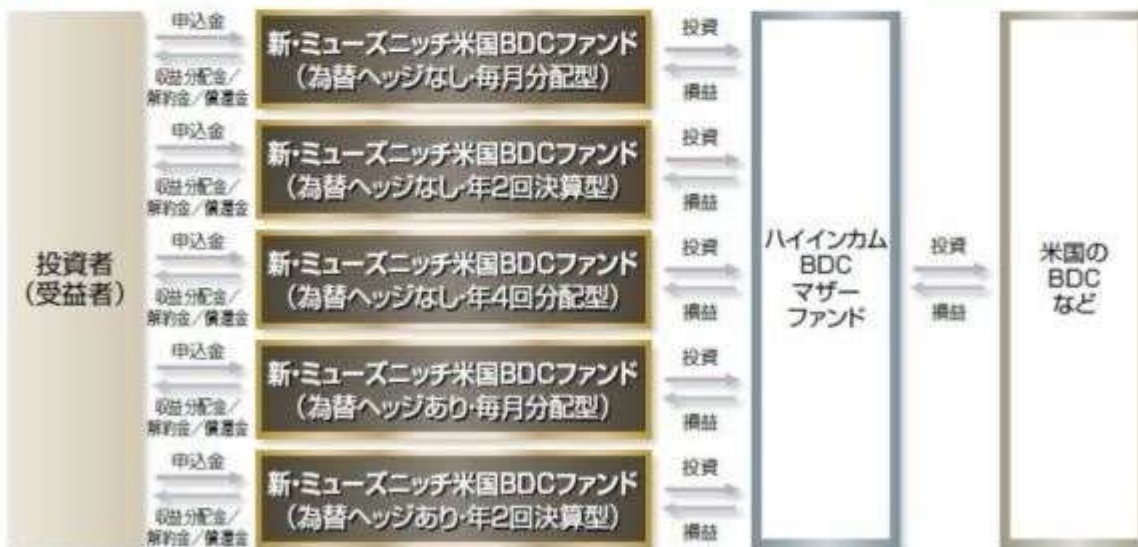 投資者
(受益者)
申込金
収益分配金/
解約金/償還金
新・ミューズニッチ米国BDCファンド
(為替ヘッジなし・毎月分配型)
投資
損益
申込金
収益分配金/
解約金/償還金
新・ミューズニッチ米国BDCファンド
(為替ヘッジなし・年2回決算型)
投資
損益
申込金
収益分配金/
解約金/償還金
新・ミューズニッチ米国BDCファンド
(為替ヘッジなし・年4回分配型)
投資
損益
申込金
収益分配金/
解約金/償還金
新・ミューズニッチ米国BDCファンド
(為替ヘッジあり・毎月分配型)
投資
損益
申込金
収益分配金/
解約金/償還金
新・ミューズニッチ米国BDCファンド
(為替ヘッジあり・年2回決算型)
投資
損益
ハイインカム
BDC
マザー
ファンド
投資
損益
米国の
BDC
など